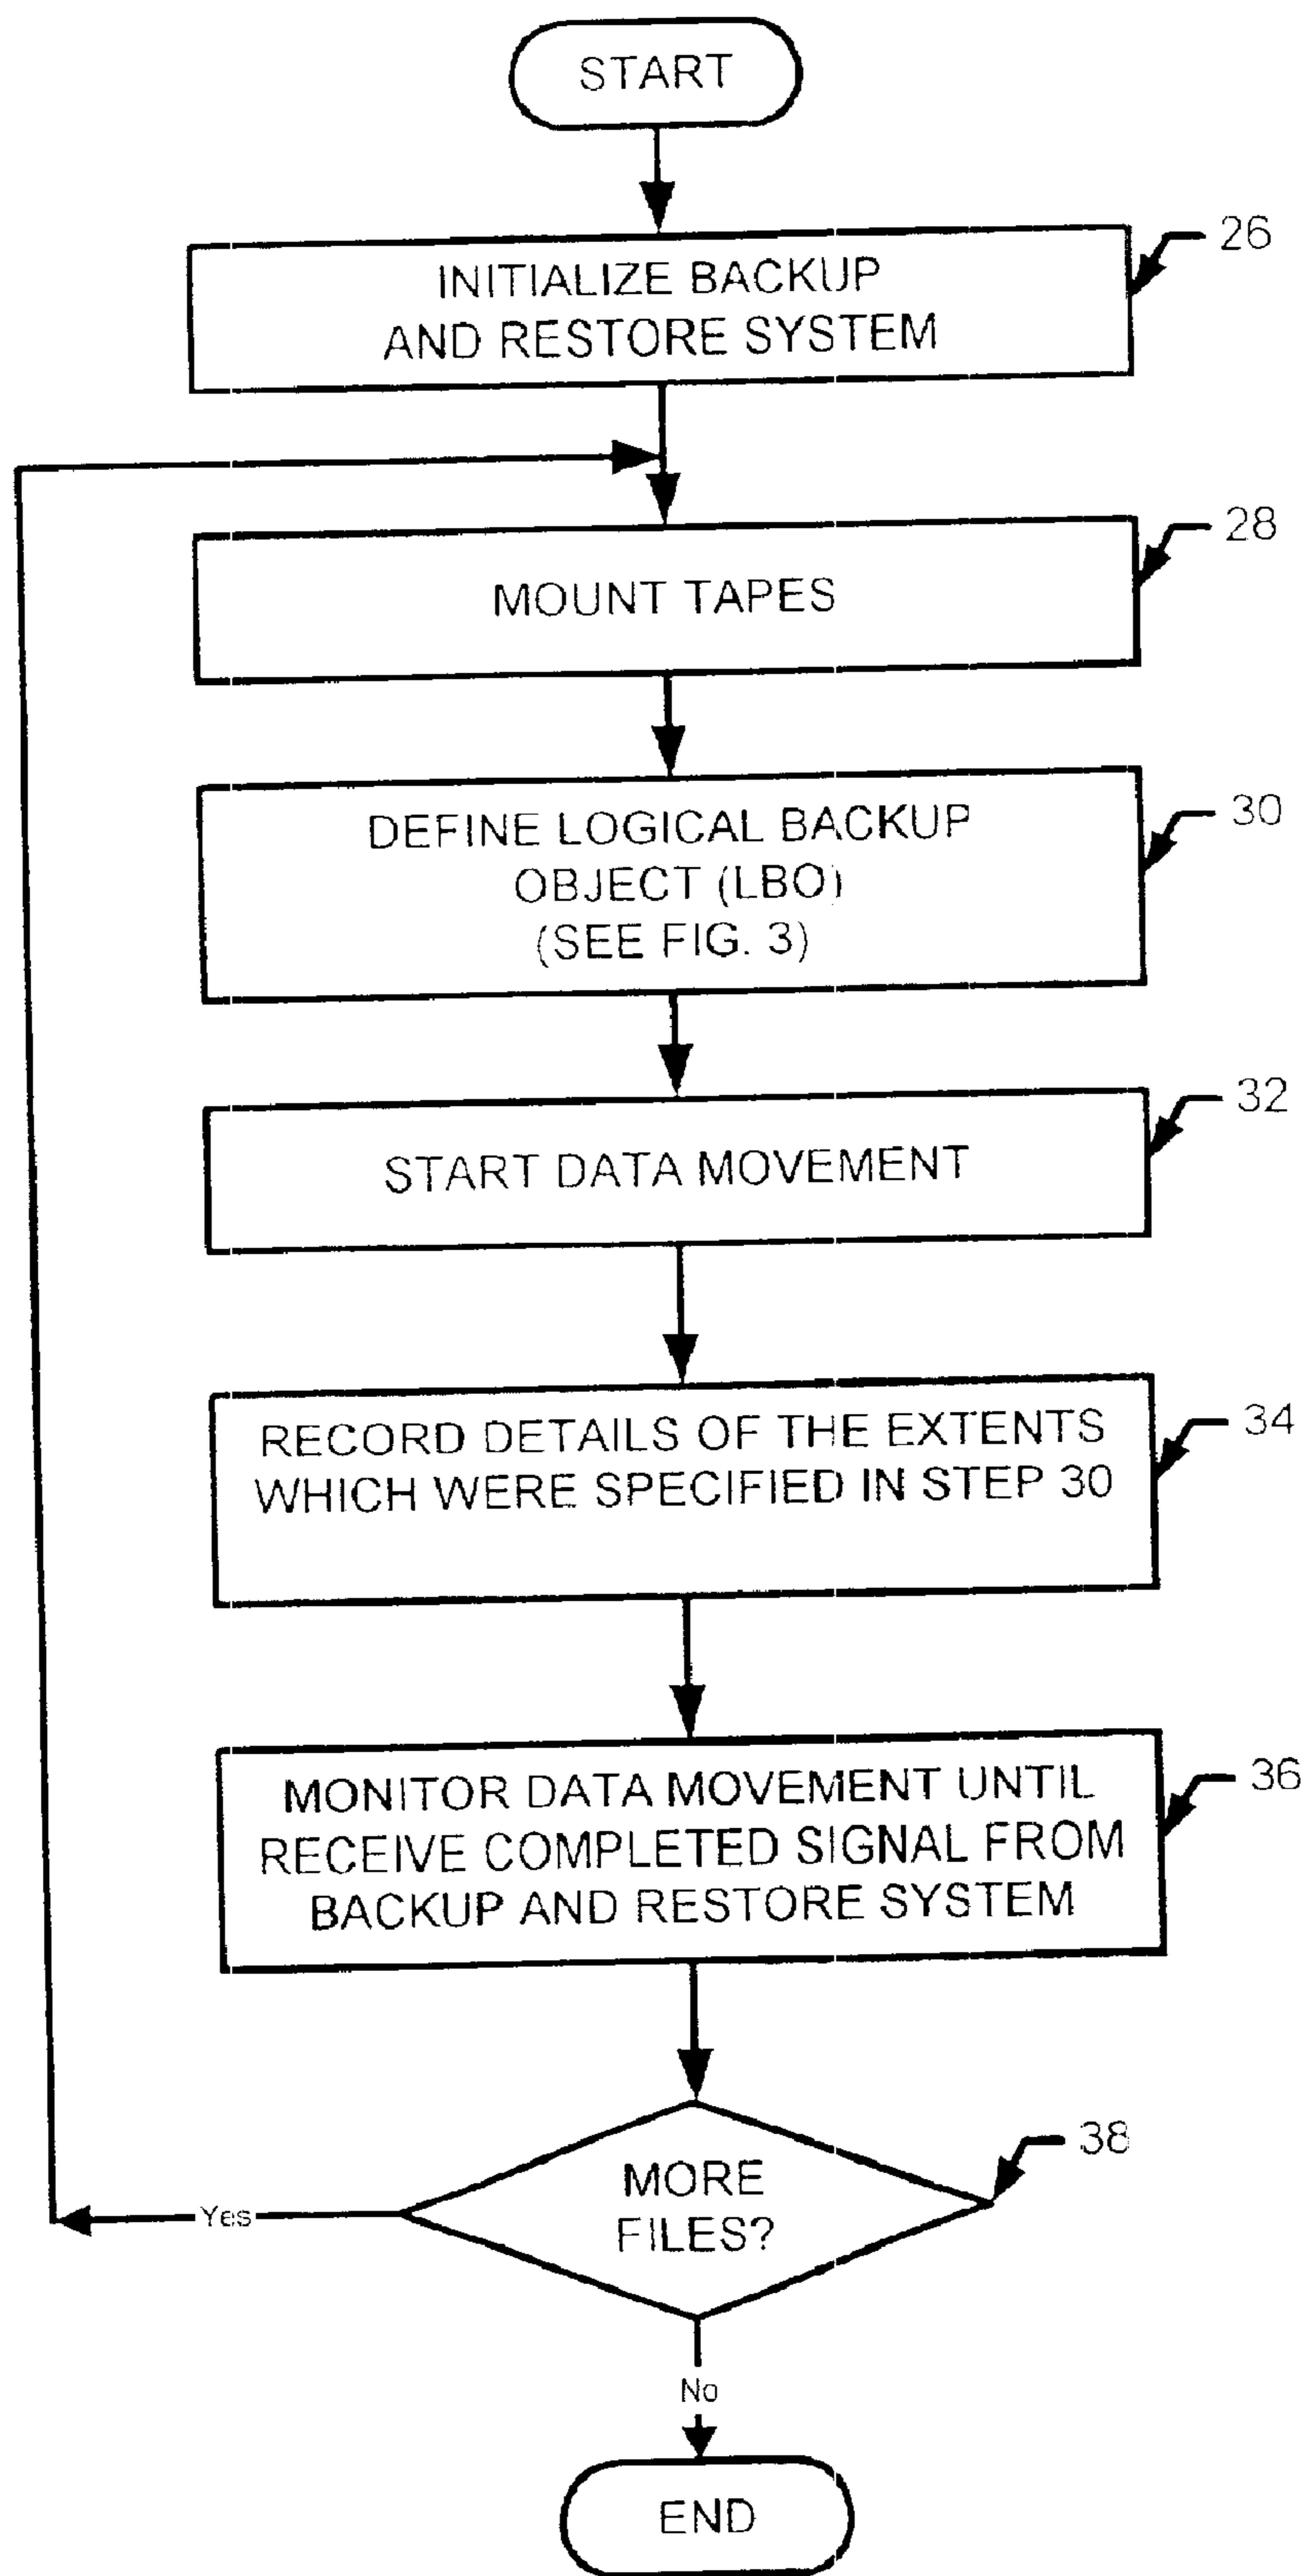 START
26
INITIALIZE BACKUP
AND RESTORE SYSTEM
28
MOUNT TAPES
30
DEFINE LOGICAL BACKUP
OBJECT (LBO)
(SEE FIG. 3)
32
START DATA MOVEMENT
34
RECORD DETAILS OF THE EXTENTS
WHICH WERE SPECIFIED IN STEP 30
36
MONITOR DATA MOVEMENT UNTIL
RECEIVE COMPLETED SIGNAL FROM
BACKUP AND RESTORE SYSTEM
38
MORE
FILES?
Yes
No
END